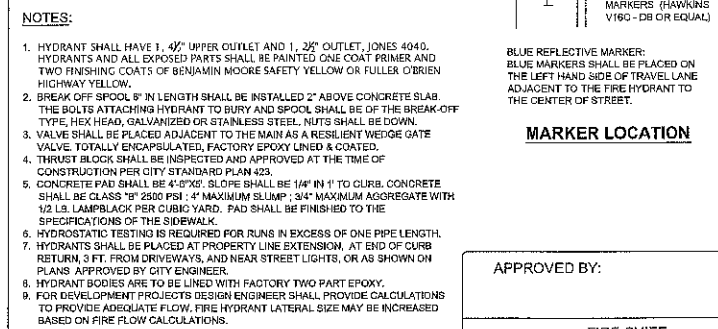 NOTES:
1. HYDRANT SHALL HAVE 1, 4½" UPPER OUTLET AND 1, 2½" OUTLET, JONES 4040.
HYDRANTS AND ALL EXPOSED PARTS SHALL BE PAINTED ONE COAT PRIMER AND
TWO FINISHING COATS OF BENJAMIN MOORE SAFETY YELLOW OR FULLER O'BRIEN
HIGHWAY YELLOW.
2. BREAK OFF SPOOL 6" IN LENGTH SHALL BE INSTALLED 2" ABOVE CONCRETE SLAB.
THE BOLTS ATTACHING HYDRANT TO BURY AND SPOOL SHALL BE OF THE BREAK-OFF
TYPE, HEX HEAD, GALVANIZED OR STAINLESS STEEL, NUTS SHALL BE DOWN.
3. VALVE SHALL BE PLACED ADJACENT TO THE MAIN AS A RESILIENT WEDGE GATE
VALVE. TOTALLY ENCAPSULATED, FACTORY EPOXY LINED & COATED.
4. THRUST BLOCK SHALL BE INSPECTED AND APPROVED AT THE TIME OF
CONSTRUCTION PER CITY STANDARD PLAN 423.
5. CONCRETE PAD SHALL BE 4'-6"X5'. SLOPE SHALL BE 1/4" IN 1' TO CURB. CONCRETE
SHALL BE CLASS "B" 2500 PSI ; 4" MAXIMUM SLUMP ; 3/4" MAXIMUM AGGREGATE WITH
1/2 LB. LAMPBLACK PER CUBIC YARD. PAD SHALL BE FINISHED TO THE
SPECIFICATIONS OF THE SIDEWALK.
6. HYDROSTATIC TESTING IS REQUIRED FOR RUNS IN EXCESS OF ONE PIPE LENGTH.
7. HYDRANTS SHALL BE PLACED AT PROPERTY LINE EXTENSION, AT END OF CURB
RETURN, 3 FT. FROM DRIVEWAYS, AND NEAR STREET LIGHTS, OR AS SHOWN ON
PLANS APPROVED BY CITY ENGINEER.
8. HYDRANT BODIES ARE TO BE LINED WITH FACTORY TWO PART EPOXY.
9. FOR DEVELOPMENT PROJECTS DESIGN ENGINEER SHALL PROVIDE CALCULATIONS
TO PROVIDE ADEQUATE FLOW. FIRE HYDRANT LATERAL SIZE MAY BE INCREASED
BASED ON FIRE FLOW CALCULATIONS.
MARKERS (HAWKINS
V160 - DB OR EQUAL)
BLUE REFLECTIVE MARKER:
BLUE MARKERS SHALL BE PLACED ON
THE LEFT HAND SIDE OF TRAVEL LANE
ADJACENT TO THE FIRE HYDRANT TO
THE CENTER OF STREET.
MARKER LOCATION
APPROVED BY: